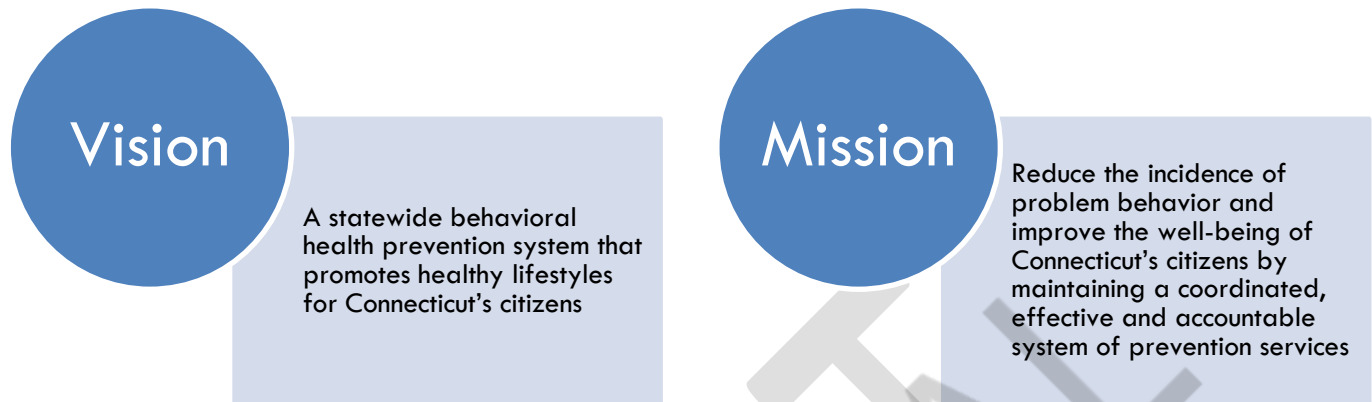 Vision
A statewide behavioral
health prevention system that
promotes healthy lifestyles
for Connecticut's citizens
Mission
Reduce the incidence of
problem behavior and
improve the well-being of
Connecticut's citizens by
maintaining a coordinated,
effective and accountable
system of prevention services